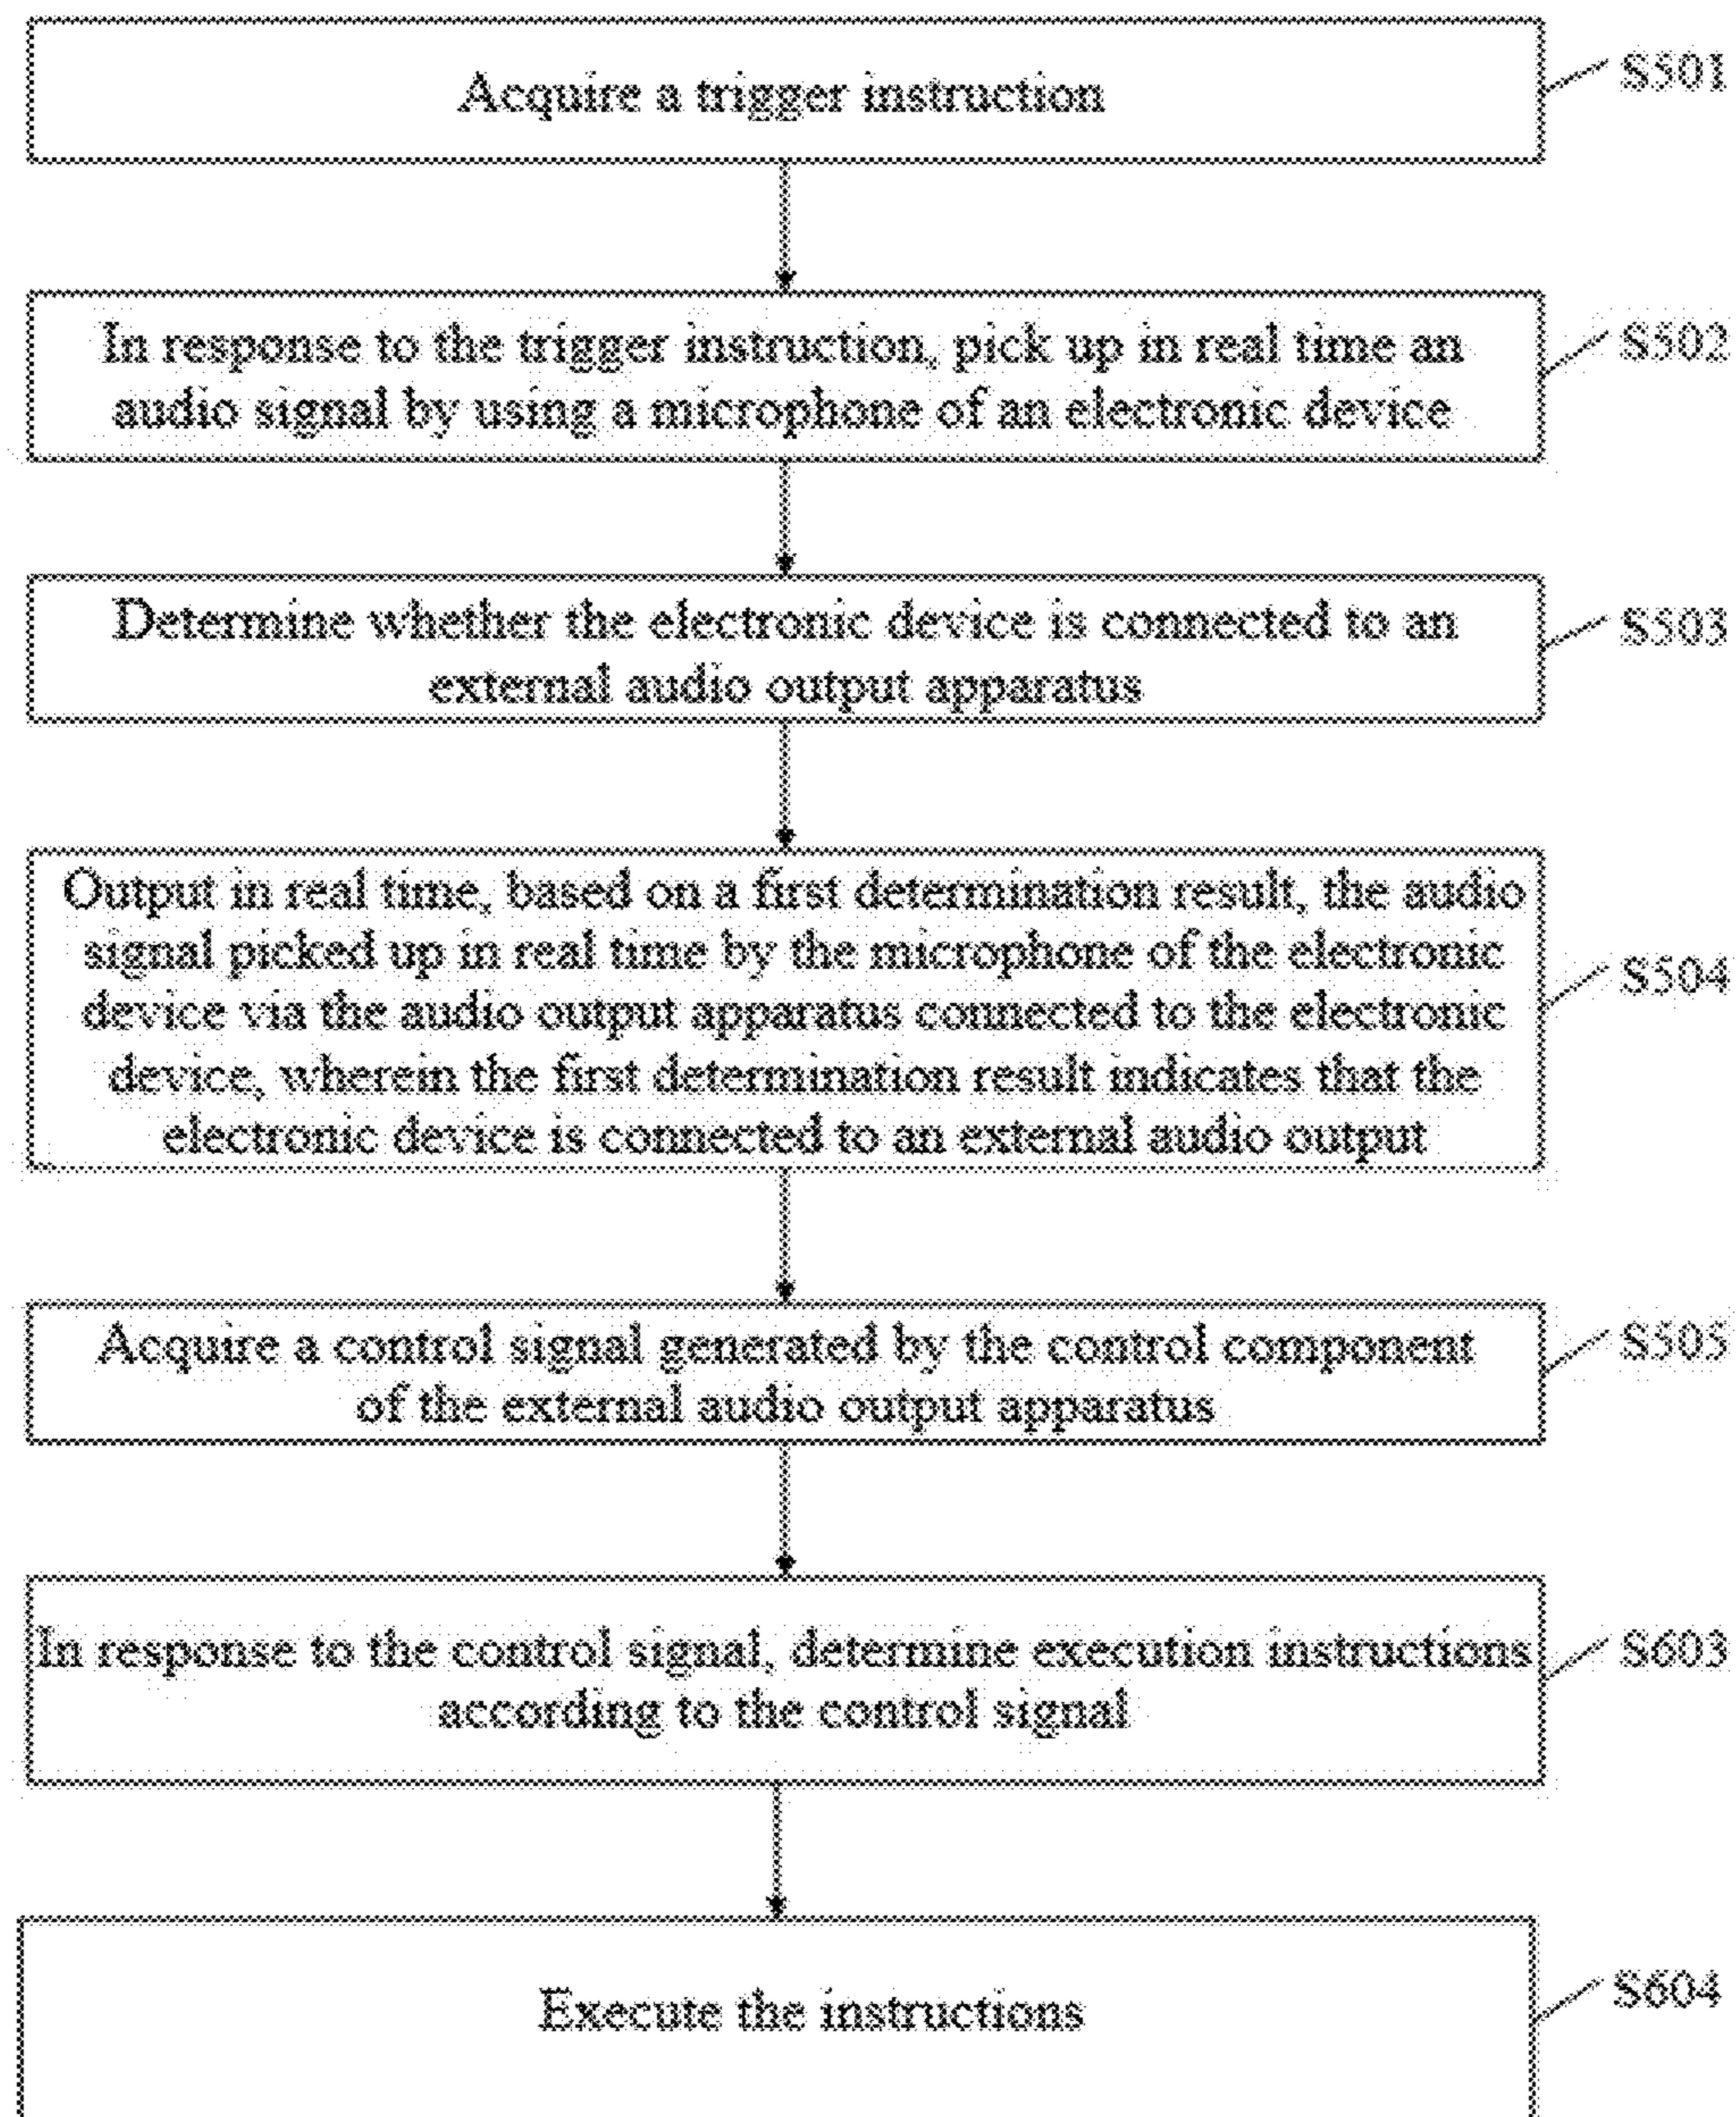 Acquire a trigger instruction
S501
In response to the trigger instruction, pick up in real time an
audio signal by using a microphone of an electronic device
S502
Determine whether the electronic device is connected to an
external audio output apparatus
S503
Output in real time, based on a first determination result, the audio
signal picked up in real time by the microphone of the electronic
device via the audio output apparatus connected to the electronic
device, wherein the first determination result indicates that the
electronic device is connected to an external audio output
S504
Acquire a control signal generated by the control component
of the external audio output apparatus
S505
In response to the control signal, determine execution instructions
according to the control signal
S603
Execute the instructions
S604